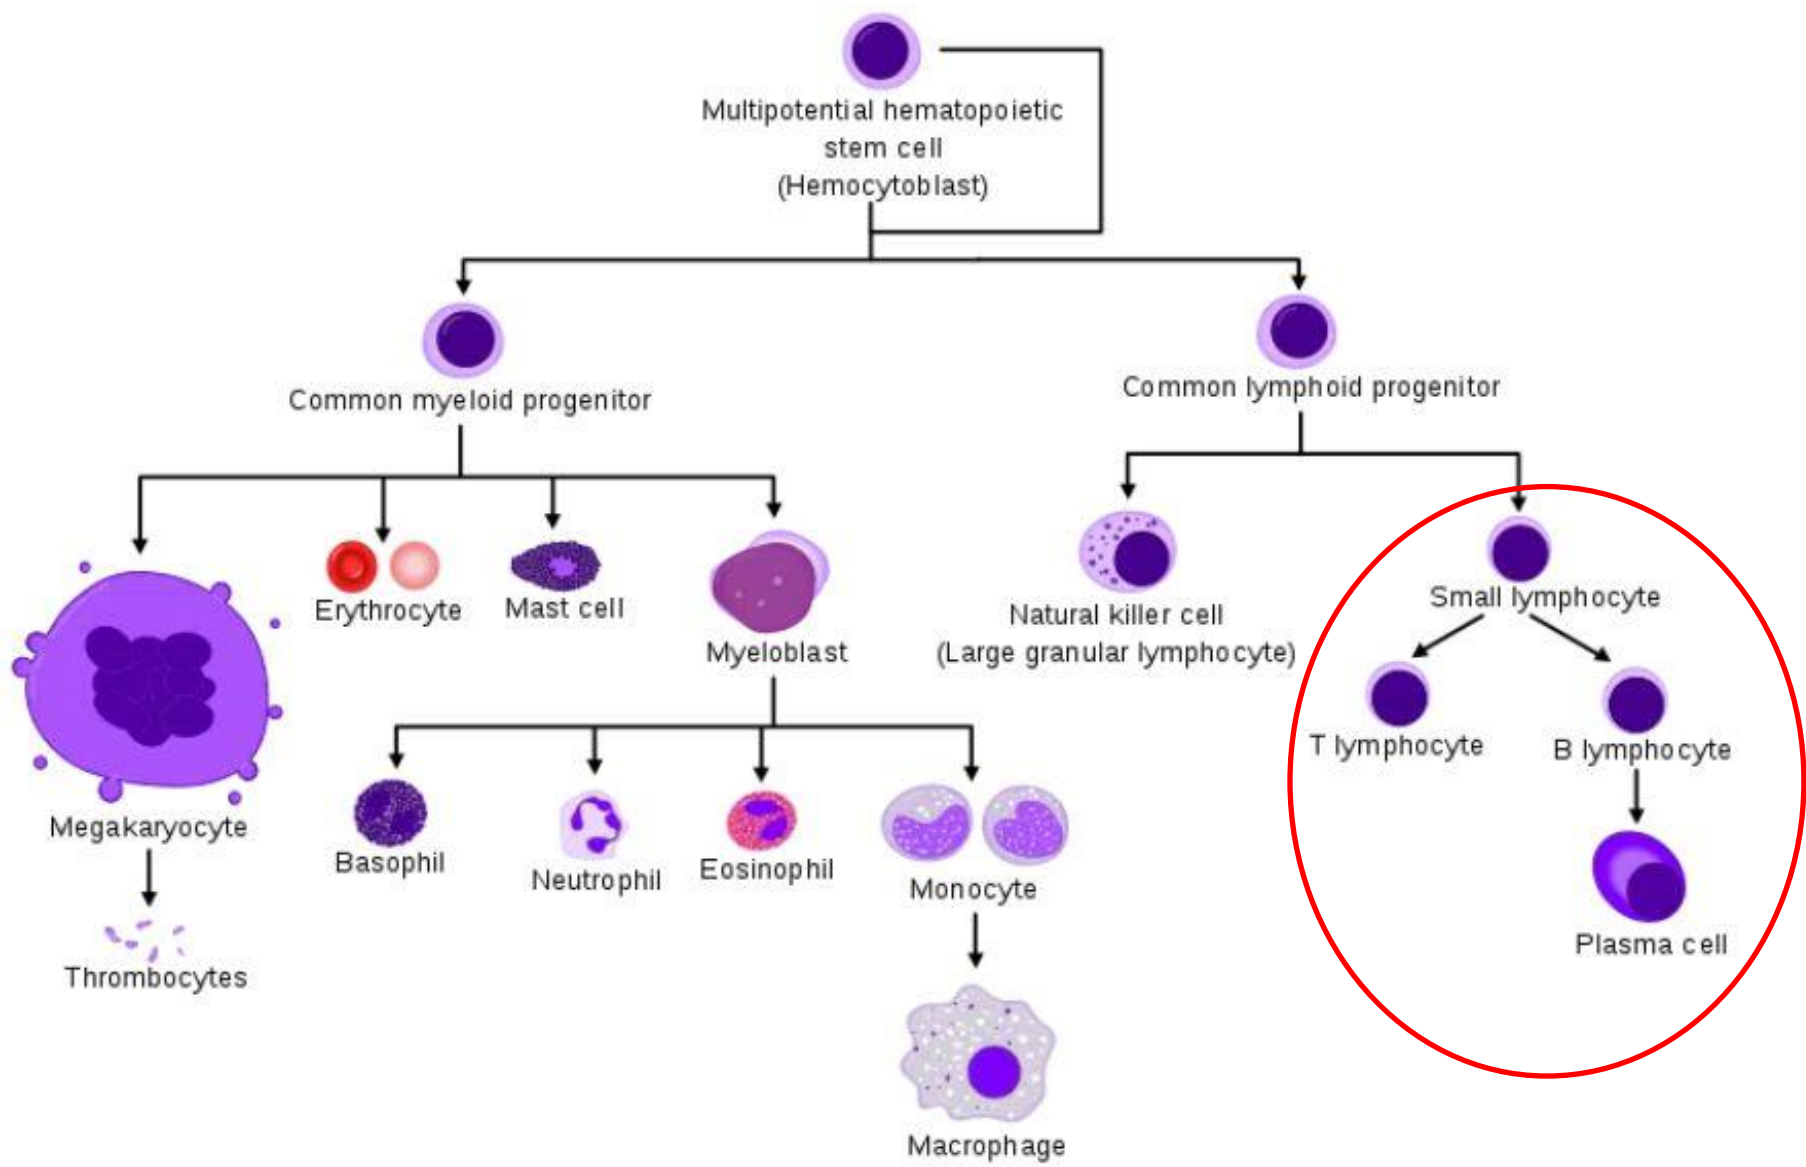 Multipotential hematopoietic
stem cell
(Hemocytoblast)
Common myeloid progenitor
Common lymphoid progenitor
Erythrocyte
Mast cell
Myeloblast
Natural killer cell
(Large granular lymphocyte)
Small lymphocyte
T lymphocyte
B lymphocyte
Megakaryocyte
Basophil
Neutrophil
Eosinophil
Monocyte
Plasma cell
Thrombocytes
Macrophage